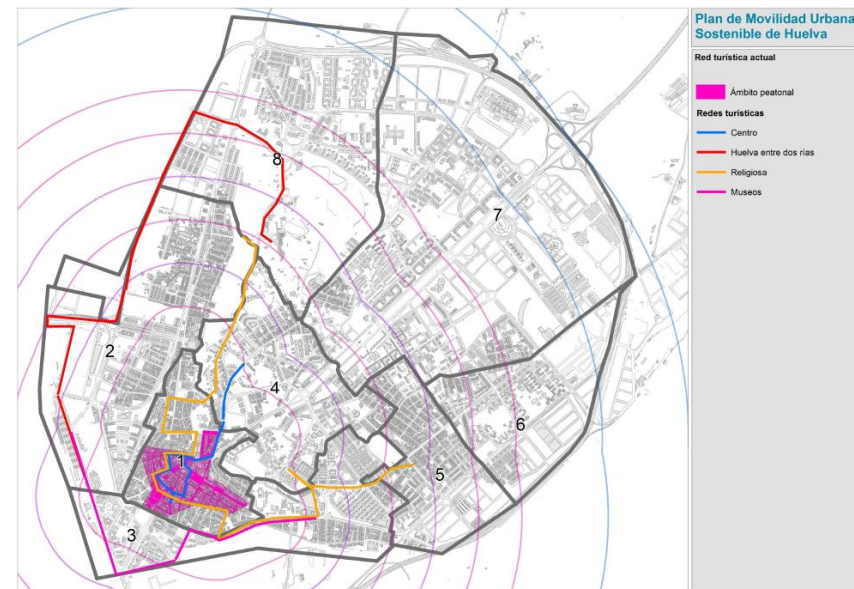 Plan de Movilidad Urbana
Sostenible de Huelva
Red turística actual
Ámbito peatonal
Redes turísticas
Centro
Huelva entre dos rías
Religiosa
Museos
8
7
2
4
6
1
5
3